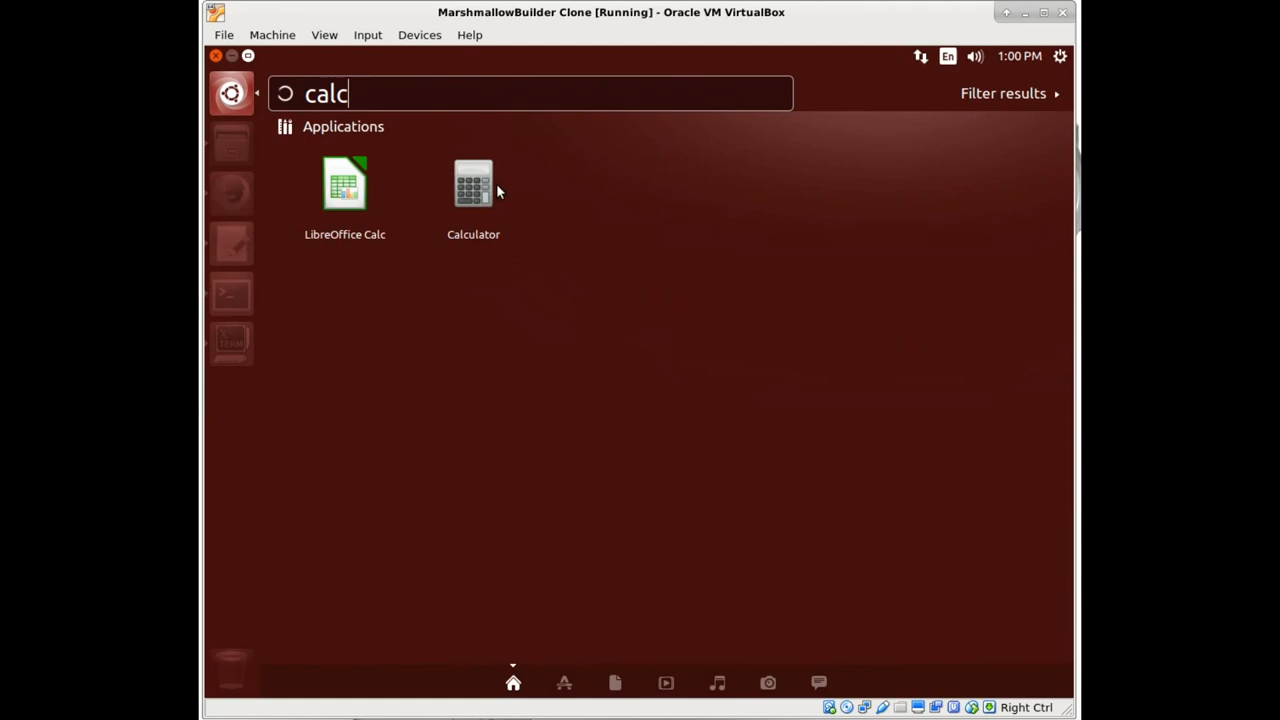 MarshmallowBuilder Clone [Running] - Oracle VM VirtualBox
File Machine View Input Devices Help
En 1:00 PM
calc
Filter results
Applications
LibreOffice Calc Calculator
>_
X TERM
Right Ctrl